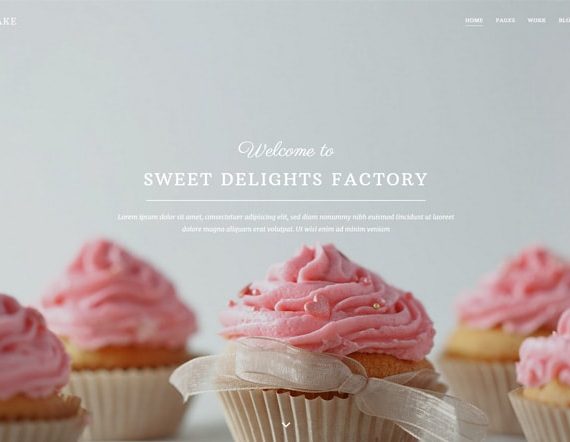 AKE
HOME PAGES WORK BLO
Welcome to
SWEET DELIGHTS FACTORY
Lorem ipsum dolor sit amet, consectetuer adipiscing elit, sed diam nonummy nibh euismod tincidunt ut laoreet
dolore magna aliquam erat volutpat. Ut wisi enim ad minim veniam